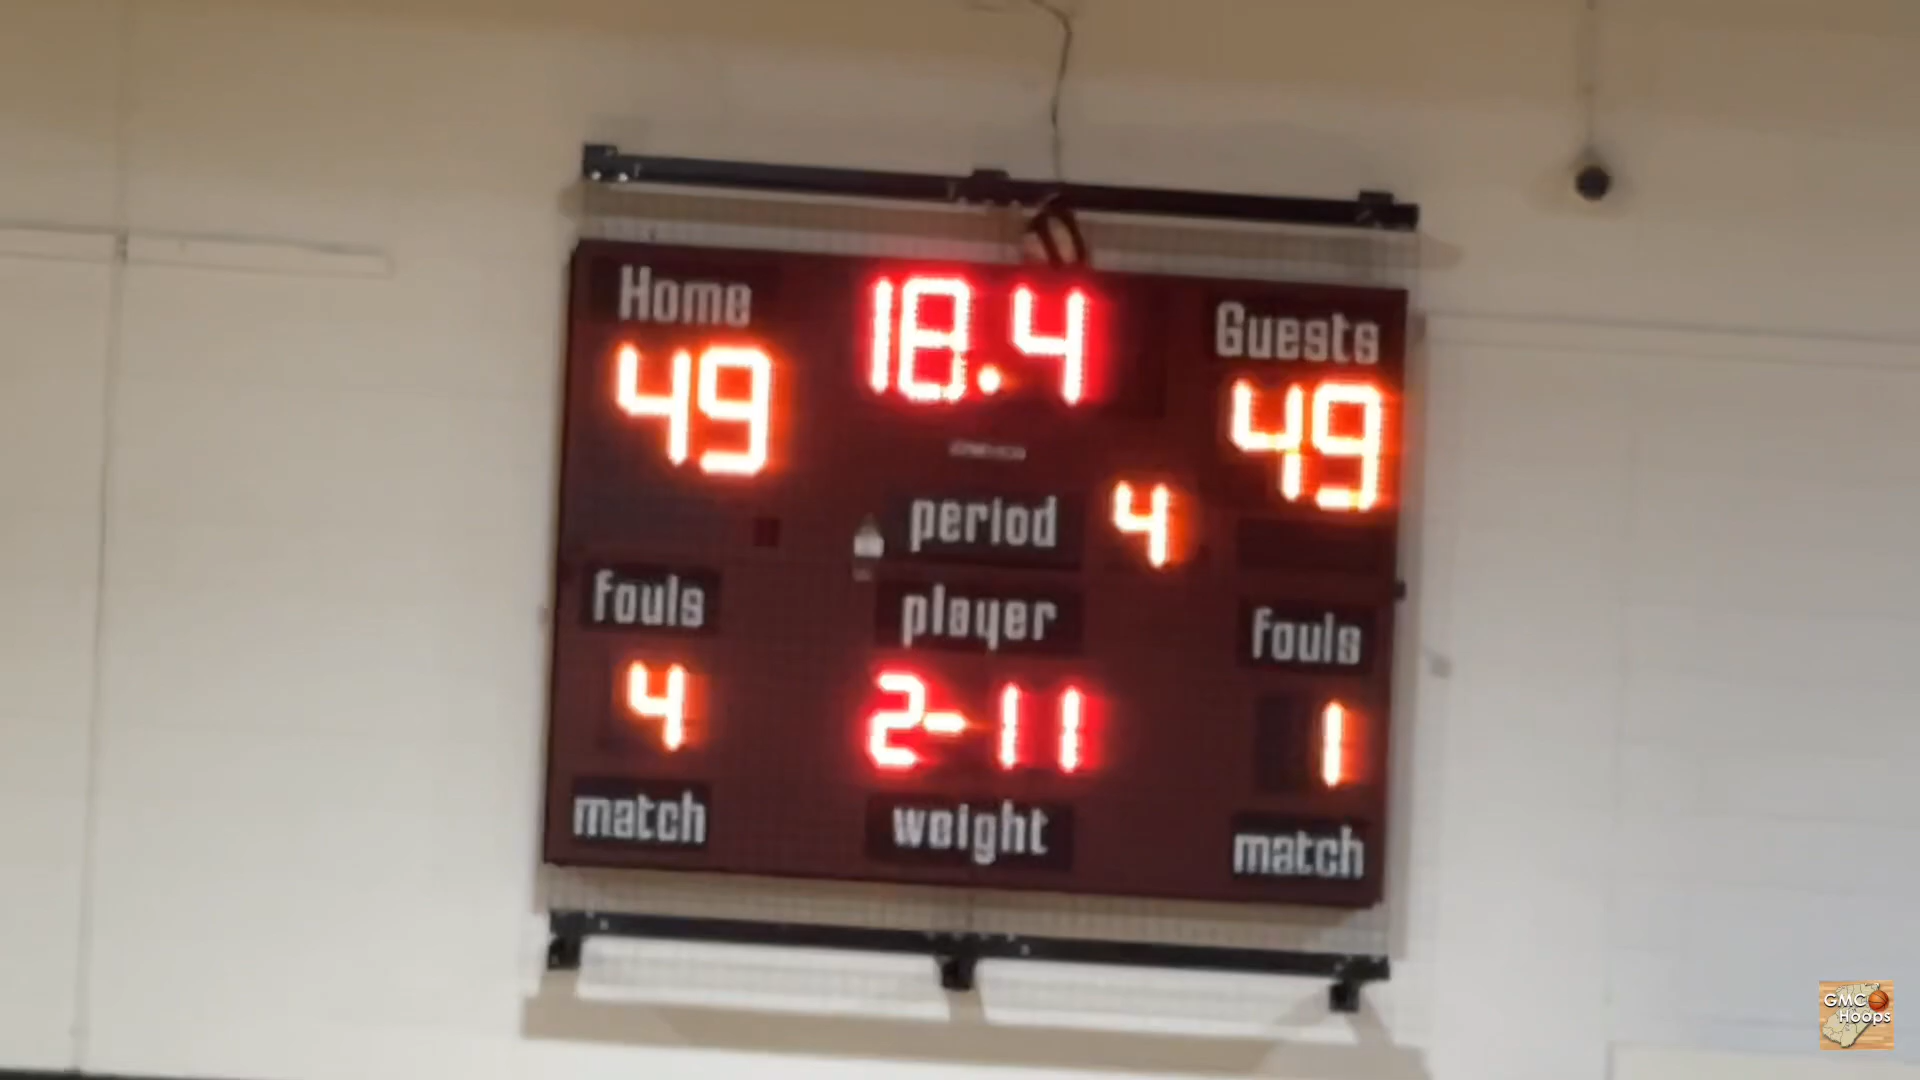 Home 18.4 Guests
49 49
period 4
fouls player fouls
4 2-11 1
match weight match
GMC
Hoops